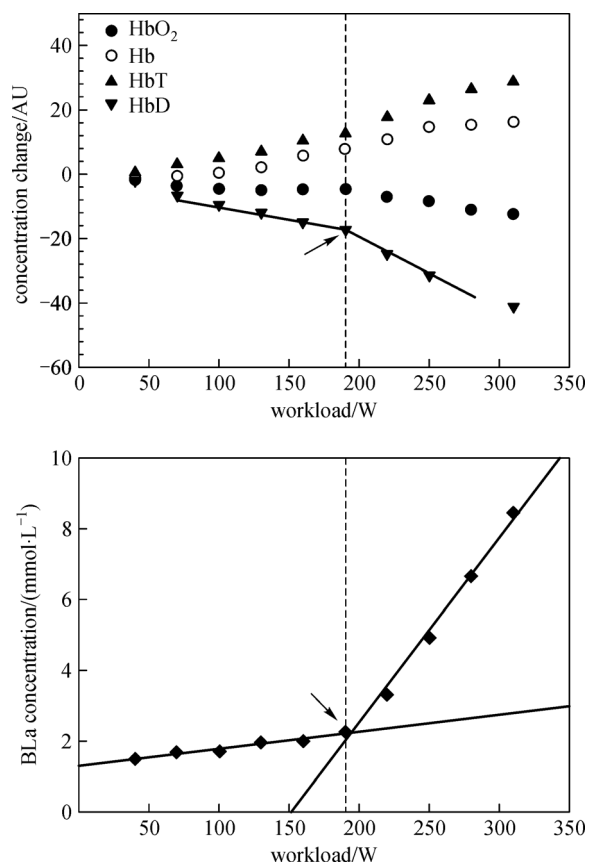 40
20
0
−20
−40
−60
concentration change/AU
HbO₂
Hb
HbT
HbD
0 50 100 150 200 250 300 350
workload/W
10
8
6
4
2
0
BLa concentration/(mmol·L⁻¹)
50 100 150 200 250 300 350
workload/W